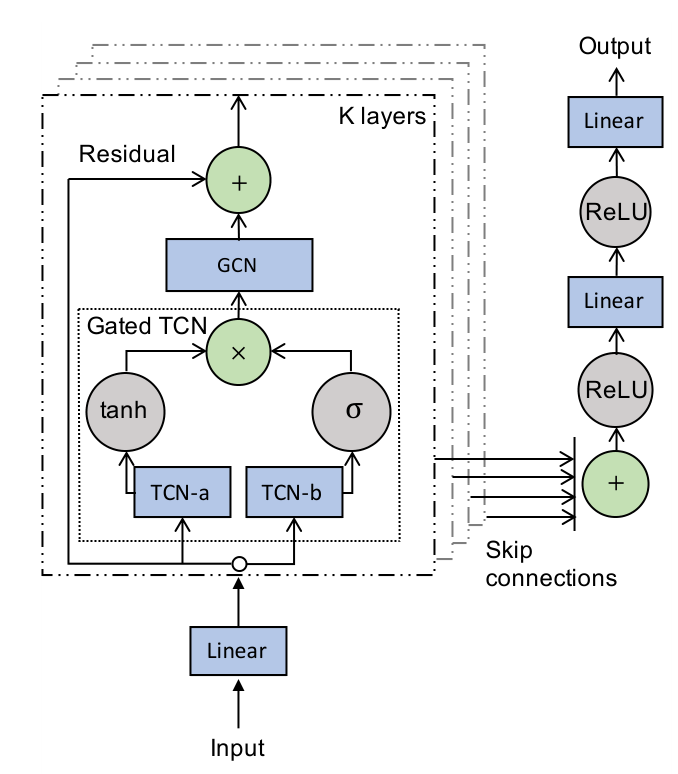 Output
K layers
Linear
Residual
+
ReLU
GCN
Linear
Gated TCN
×
tanh
σ
ReLU
TCN-a
TCN-b
+
Skip
connections
Linear
Input